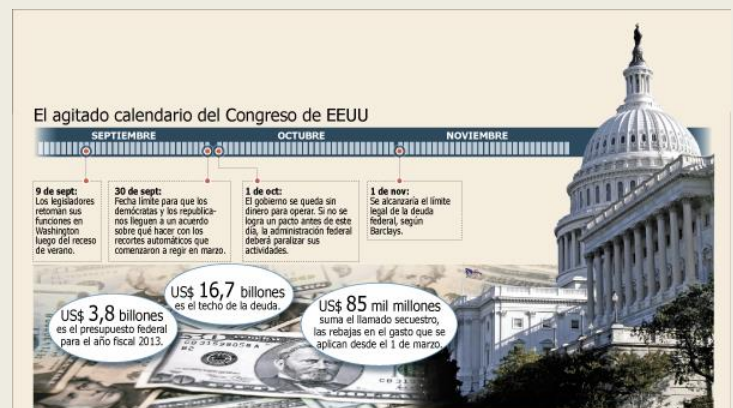 El agitado calendario del Congreso de EEUU
SEPTIEMBRE
OCTUBRE
NOVIEMBRE
9 de sept:
Los legisladores
retoman sus
funciones en
Washington
luego del receso
de verano.
30 de sept:
Fecha límite para que los
demócratas y los republica-
nos lleguen a un acuerdo
sobre qué hacer con los
recortes automáticos que
comenzaron a regir en marzo.
1 de oct:
El gobierno se queda sin
dinero para operar. Si no se
logra un pacto antes de este
día, la administración federal
deberá paralizar sus
actividades.
1 de nov:
Se alcanzaría el límite
legal de la deuda
federal, según
Barclays.
US$ 3,8 billones
es el presupuesto federal
para el año fiscal 2013.
US$ 16,7 billones
es el techo de la deuda.
US$ 85 mil millones
suma el llamado secuestro,
las rebajas en el gasto que se
aplican desde el 1 de marzo.